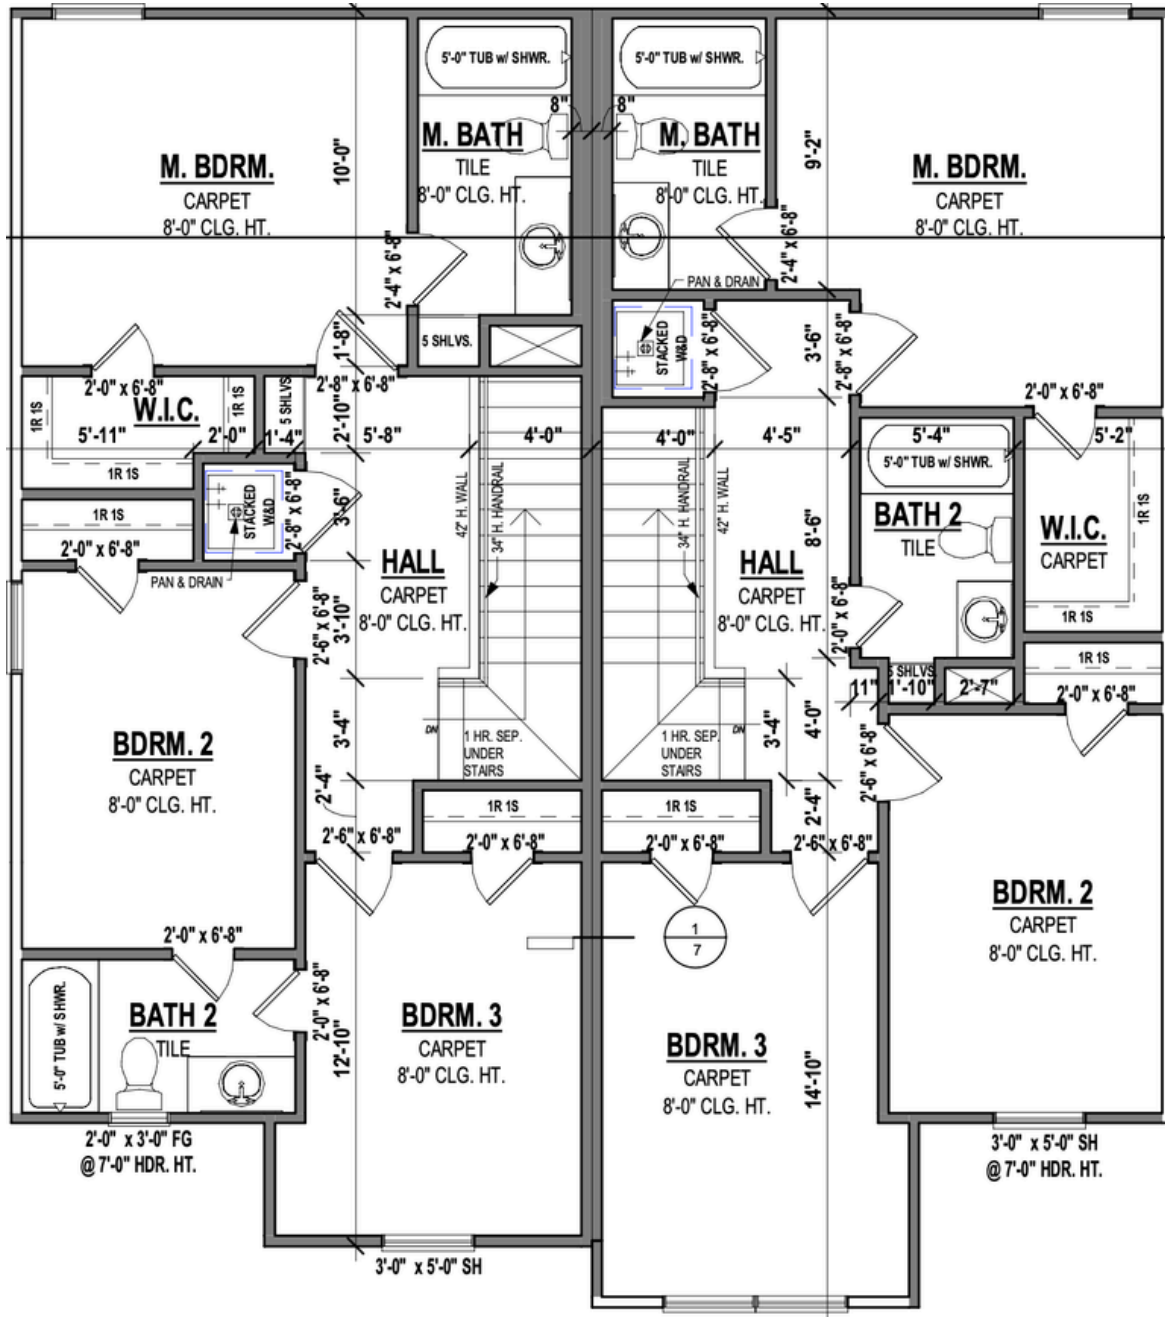 5'-0" TUB w/ SHWR.
5'-0" TUB w/ SHWR.
8"
8"
M. BATH
TILE
8'-0" CLG. HT.
M. BATH
TILE
8'-0" CLG. HT.
M. BDRM.
CARPET
8'-0" CLG. HT.
10'-0"
9'-2"
M. BDRM.
CARPET
8'-0" CLG. HT.
2'-4" x 6'-8"
2'-4" x 6'-8"
PAN & DRAIN
1'-8"
5 SHLVS.
STACKED
W&D
2'-8" x 6'-8"
3'-6"
2'-8" x 6'-8"
2'-0" x 6'-8"
2'-8" x 6'-8"
2'-0" x 6'-8"
1R 1S
W.I.C.
1R 1S
5 SHLVS
2'-10"
5'-11"
2'-0"
1'-4"
5'-8"
4'-0"
4'-0"
4'-5"
5'-4"
5'-2"
1R 1S
5'-0" TUB w/ SHWR.
42" H. WALL
34" H. HANDRAIL
34" H. HANDRAIL
42" H. WALL
STACKED
W&D
2'-8" x 6'-8"
3'-6"
1R 1S
2'-0" x 6'-8"
PAN & DRAIN
8'-6"
BATH 2
TILE
W.I.C.
CARPET
1R 1S
1R 1S
HALL
CARPET
8'-0" CLG. HT.
HALL
CARPET
8'-0" CLG. HT.
2'-6" x 6'-8"
3'-10"
2'-0" x 6'-8"
5 SHLVS
1R 1S
11"
1'-10"
2'-7"
2'-0" x 6'-8"
BDRM. 2
CARPET
8'-0" CLG. HT.
3'-4"
DN
1 HR. SEP.
UNDER
STAIRS
1 HR. SEP.
UNDER
STAIRS
DN
3'-4"
4'-0"
2'-6" x 6'-8"
2'-4"
1R 1S
1R 1S
2'-4"
2'-6" x 6'-8"
2'-0" x 6'-8"
2'-0" x 6'-8"
2'-6" x 6'-8"
BDRM. 2
CARPET
8'-0" CLG. HT.
2'-0" x 6'-8"
1
7
5'-0" TUB w/ SHWR.
BATH 2
TILE
2'-0" x 6'-8"
12'-10"
BDRM. 3
CARPET
8'-0" CLG. HT.
BDRM. 3
CARPET
8'-0" CLG. HT.
14'-10"
2'-0" x 3'-0" FG
@ 7'-0" HDR. HT.
3'-0" x 5'-0" SH
@ 7'-0" HDR. HT.
3'-0" x 5'-0" SH